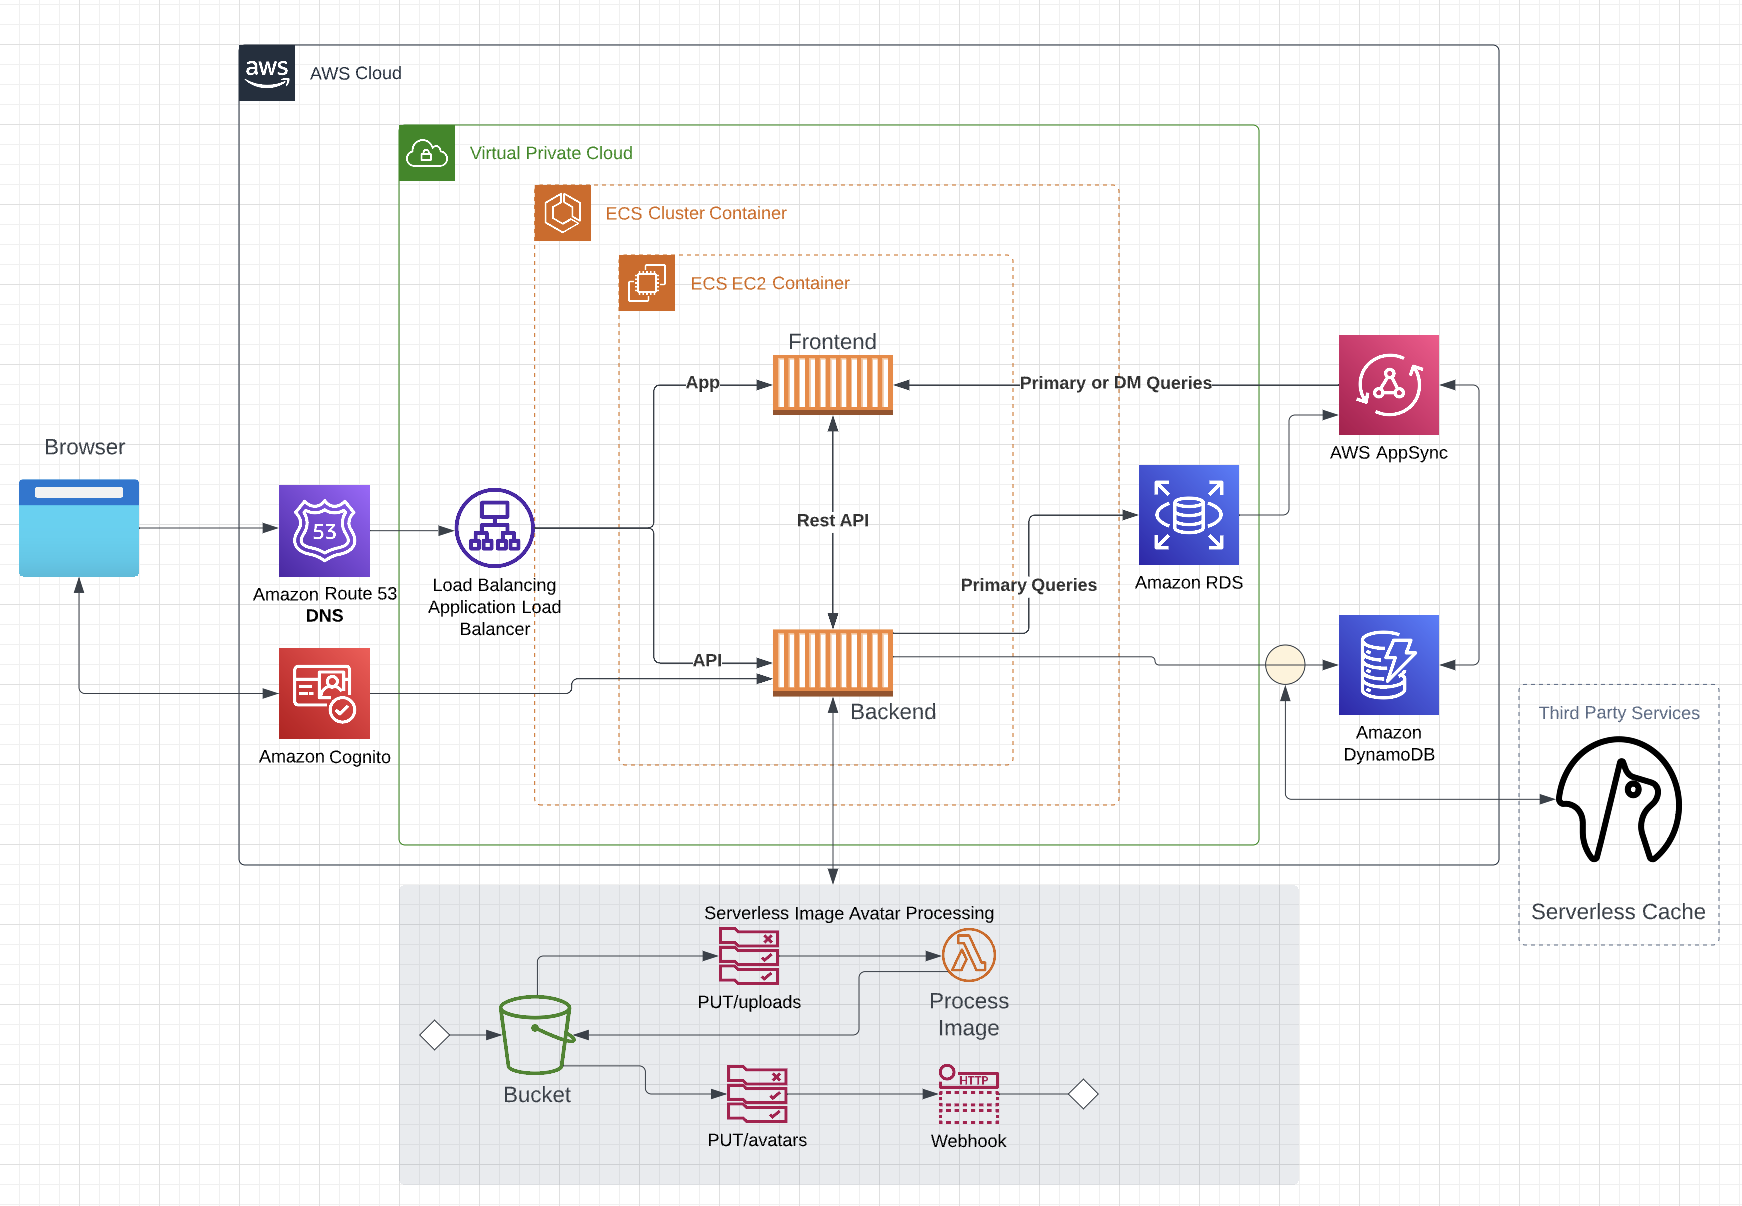 aws
AWS Cloud
Virtual Private Cloud
ECS Cluster Container
ECS EC2 Container
Frontend
App
Primary or DM Queries
AWS AppSync
Browser
53
Amazon Route 53
DNS
Load Balancing
Application Load
Balancer
Rest API
Primary Queries
Amazon RDS
API
Backend
Amazon Cognito
Amazon
DynamoDB
Third Party Services
Serverless Cache
Serverless Image Avatar Processing
PUT/uploads
Process
Image
Bucket
HTTP
PUT/avatars
Webhook